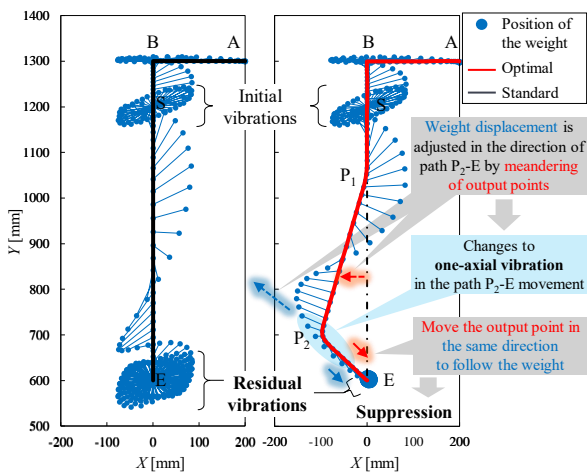 B
A
S
E
Initial
vibrations
Residual
vibrations
Y [mm]
1400
1300
1200
1100
1000
900
800
700
600
500
-200
-100
0
100
200
X [mm]
B
A
S
P1
P2
E
-200
-100
0
100
200
X [mm]
Position of
the weight
Optimal
Standard
Weight displacement is
adjusted in the direction of
path P2-E by meandering
of output points
Changes to
one-axial vibration
in the path P2-E movement
Move the output point in
the same direction
to follow the weight
Suppression